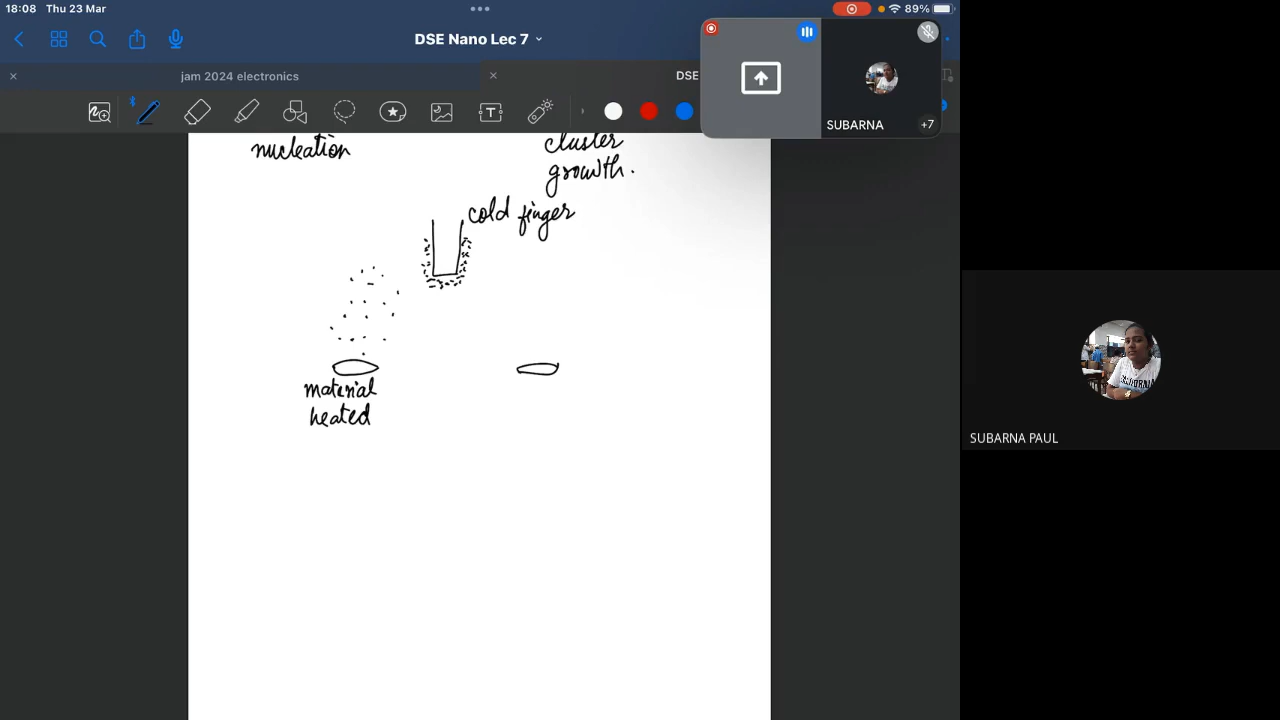 18:08 Thu 23 Mar
89%
DSE Nano Lec 7
jam 2024 electronics
DSE
SUBARNA
+7
nucleation
cluster
growth.
cold finger
material
heated
SUBARNA PAUL